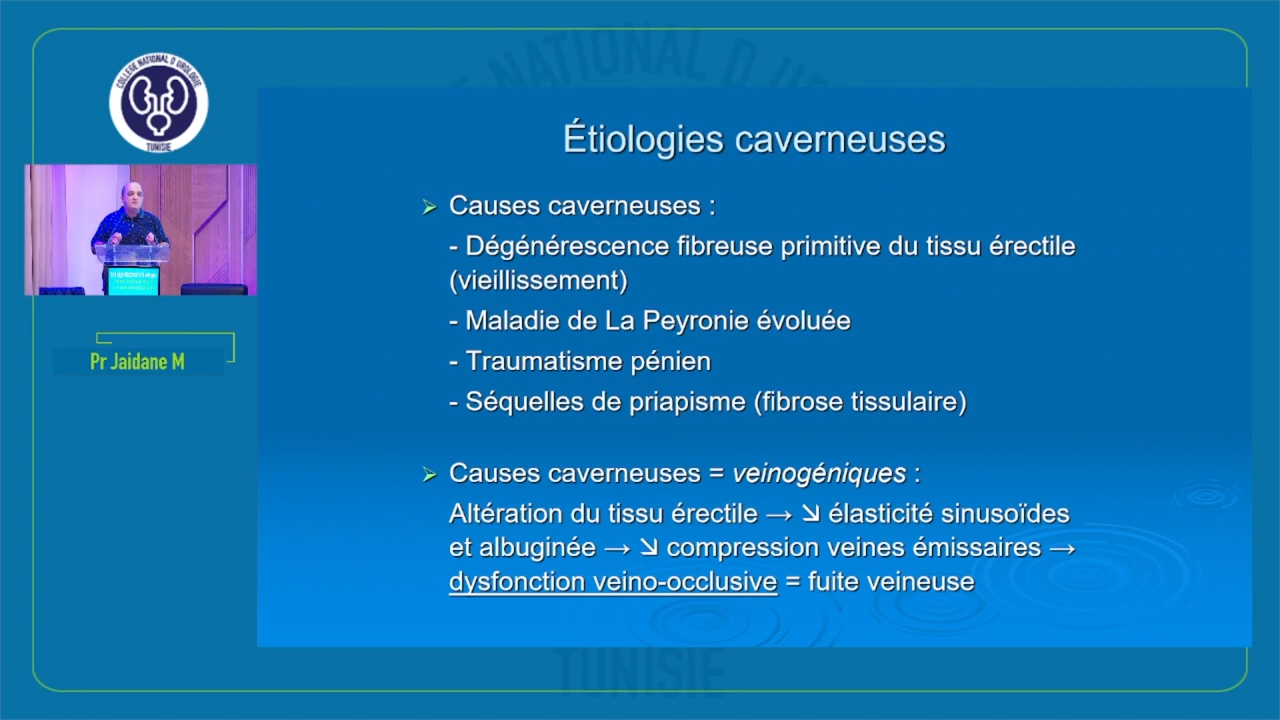 COLLEGE NATIONAL D UROLOGIE
TUNISIE
NATIONAL D
Étiologies caverneuses
➢ Causes caverneuses :
- Dégénérescence fibreuse primitive du tissu érectile
(vieillissement)
- Maladie de La Peyronie évoluée
- Traumatisme pénien
- Séquelles de priapisme (fibrose tissulaire)
➢ Causes caverneuses = veinogéniques :
Altération du tissu érectile → ↘ élasticité sinusoïdes
et albuginée → ↘ compression veines émissaires →
dysfonction veino-occlusive = fuite veineuse
Pr Jaidane M
TUNISIE